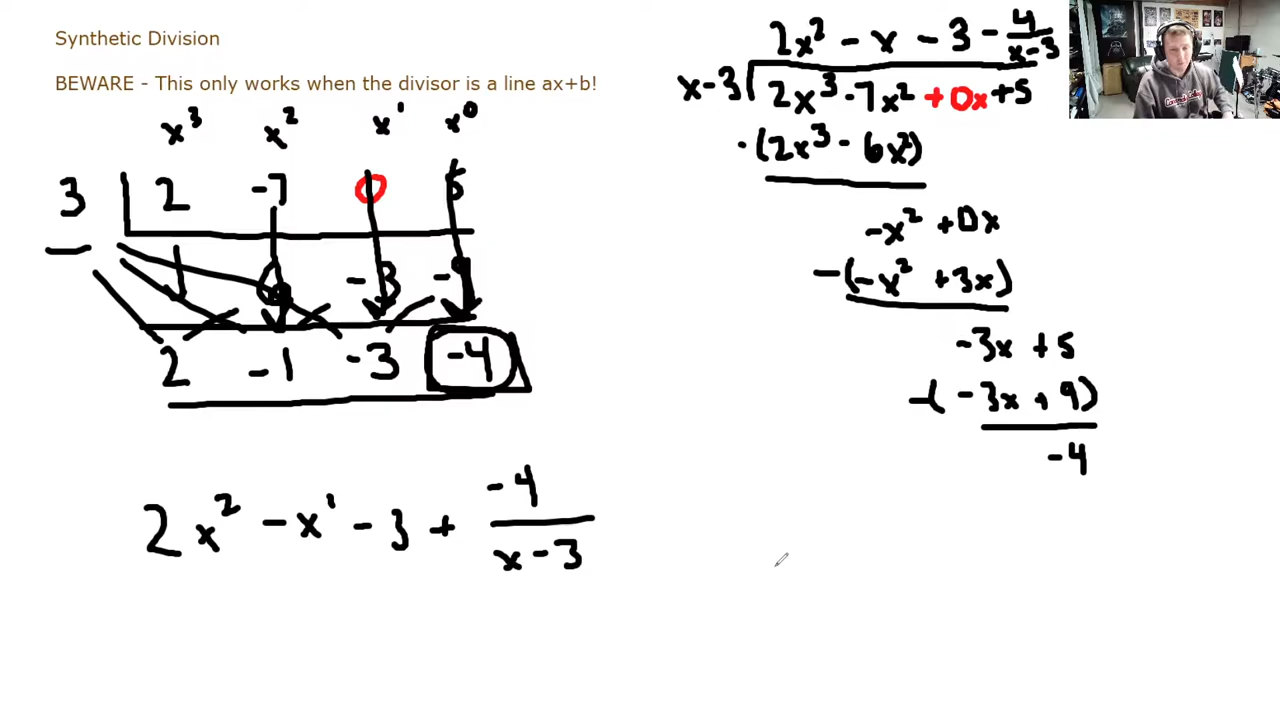 Synthetic Division
BEWARE - This only works when the divisor is a line ax+b!
x³ x² x¹ x⁰
3 | 2 -7 0 5
6 -3 -9
2 -1 -3 -4
2x² - x¹ - 3 + -4/(x-3)
2x² - x - 3 - 4/(x-3)
x-3 | 2x³ -7x² +0x +5
-(2x³ - 6x²)
-x² +0x
-(-x² +3x)
-3x +5
-(-3x +9)
-4